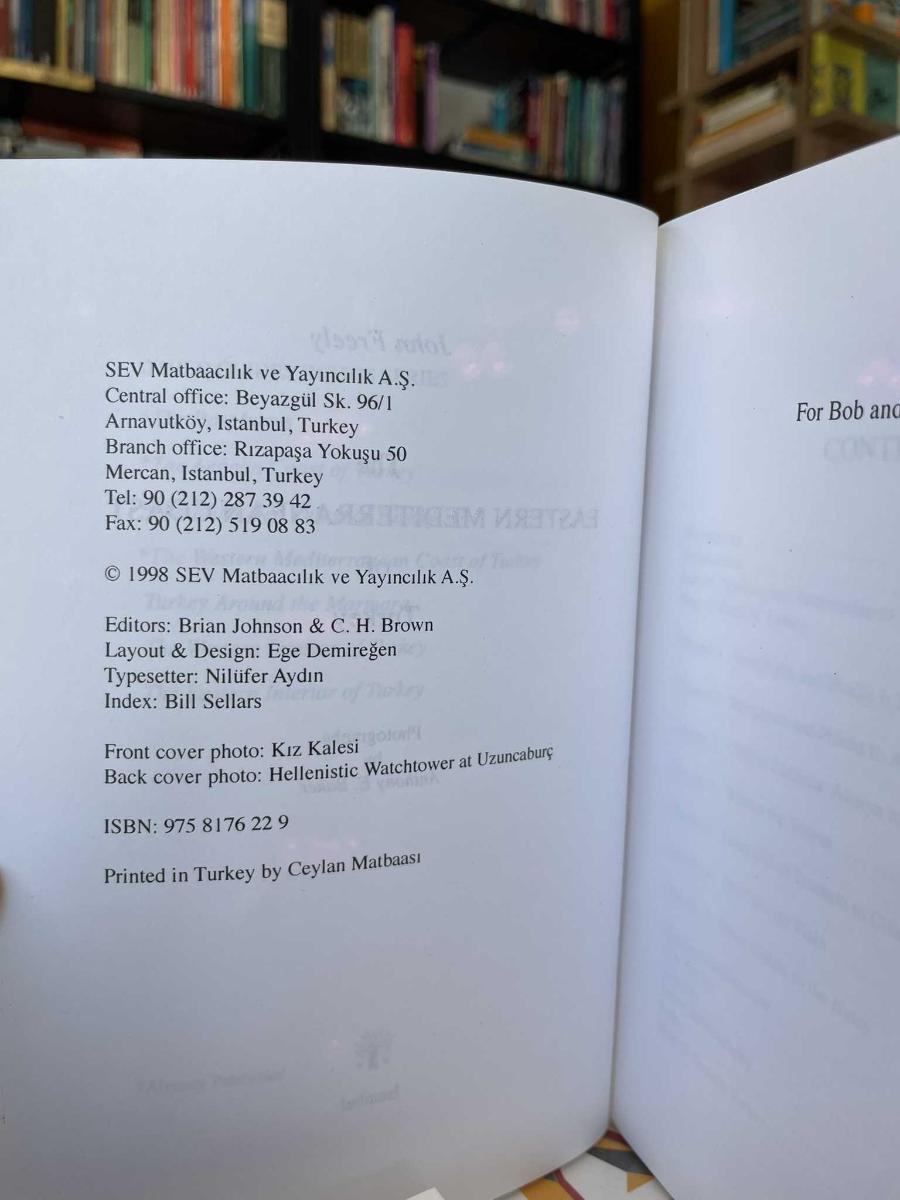 SEV Matbaacılık ve Yayıncılık A.Ş.
Central office: Beyazgül Sk. 96/1
Arnavutköy, Istanbul, Turkey
Branch office: Rızapaşa Yokuşu 50
Mercan, Istanbul, Turkey
Tel: 90 (212) 287 39 42
Fax: 90 (212) 519 08 83
© 1998 SEV Matbaacılık ve Yayıncılık A.Ş.
Editors: Brian Johnson & C. H. Brown
Layout & Design: Ege Demireğen
Typesetter: Nilüfer Aydın
Index: Bill Sellars
Front cover photo: Kız Kalesi
Back cover photo: Hellenistic Watchtower at Uzuncaburç
ISBN: 975 8176 22 9
Printed in Turkey by Ceylan Matbaası
For Bob and